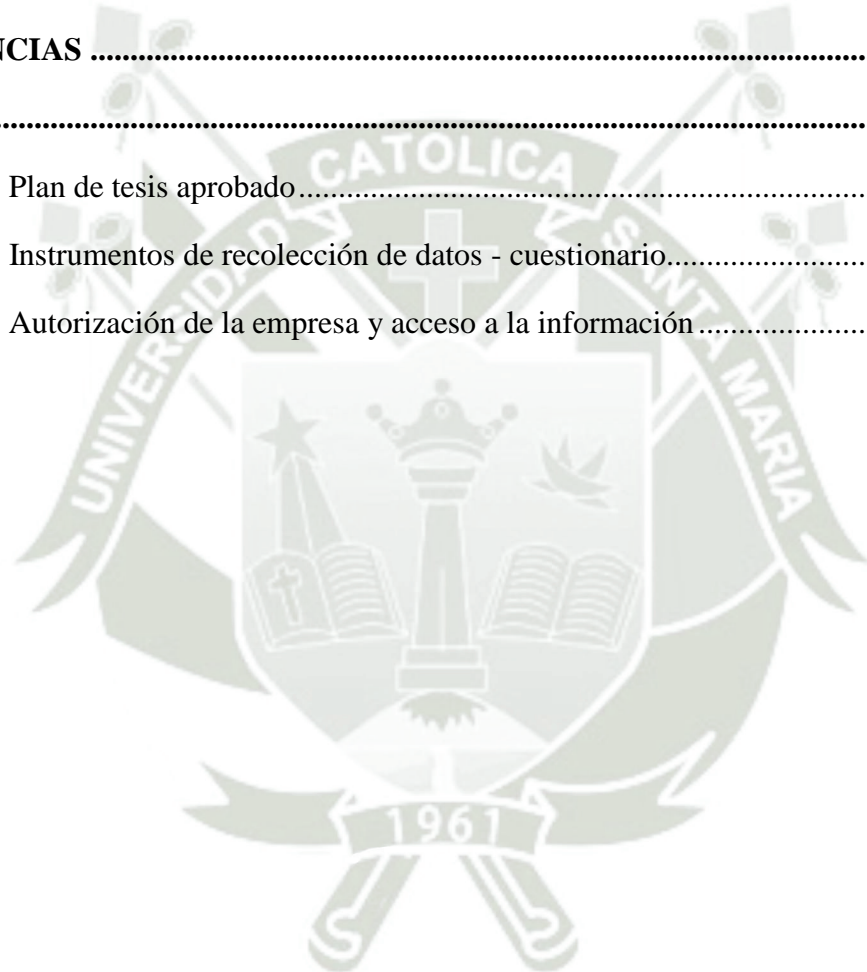 NCIAS ....................................................................................................
....................................................................................................
Plan de tesis aprobado....................................................................
Instrumentos de recolección de datos - cuestionario.........................
Autorización de la empresa y acceso a la información.....................
UNIVERSIDAD CATOLICA SANTA MARIA
1961